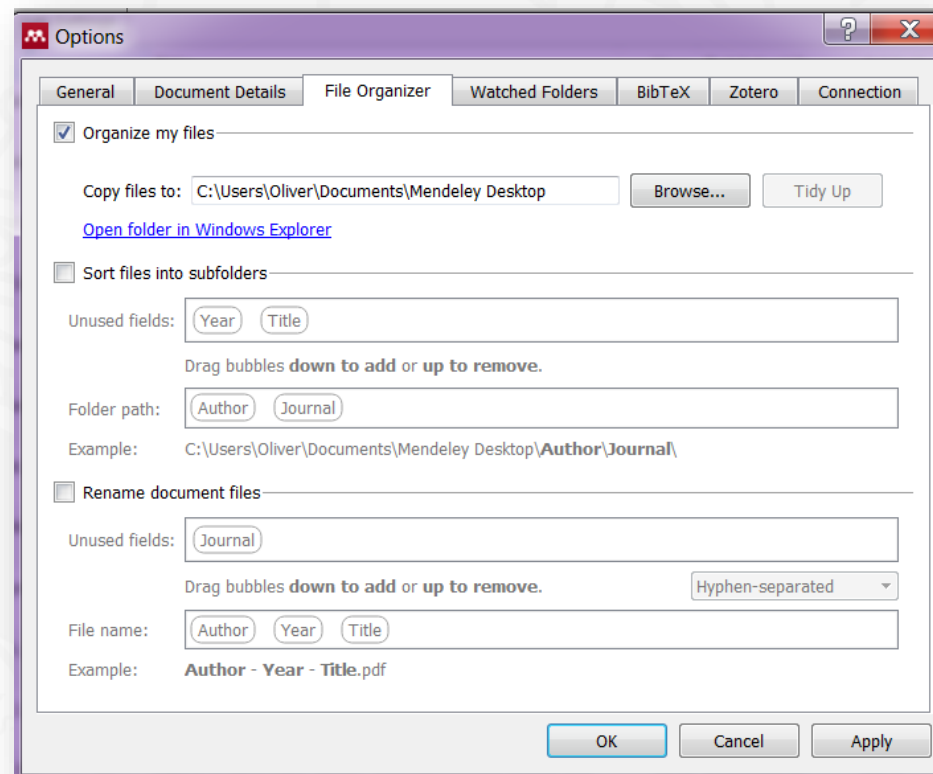 Options
General Document Details File Organizer Watched Folders BibTeX Zotero Connection
Organize my files
Copy files to: C:\Users\Oliver\Documents\Mendeley Desktop Browse... Tidy Up
Open folder in Windows Explorer
Sort files into subfolders
Unused fields: Year Title
Drag bubbles down to add or up to remove.
Folder path: Author Journal
Example: C:\Users\Oliver\Documents\Mendeley Desktop\Author\Journal\
Rename document files
Unused fields: Journal
Drag bubbles down to add or up to remove. Hyphen-separated
File name: Author Year Title
Example: Author - Year - Title.pdf
OK Cancel Apply